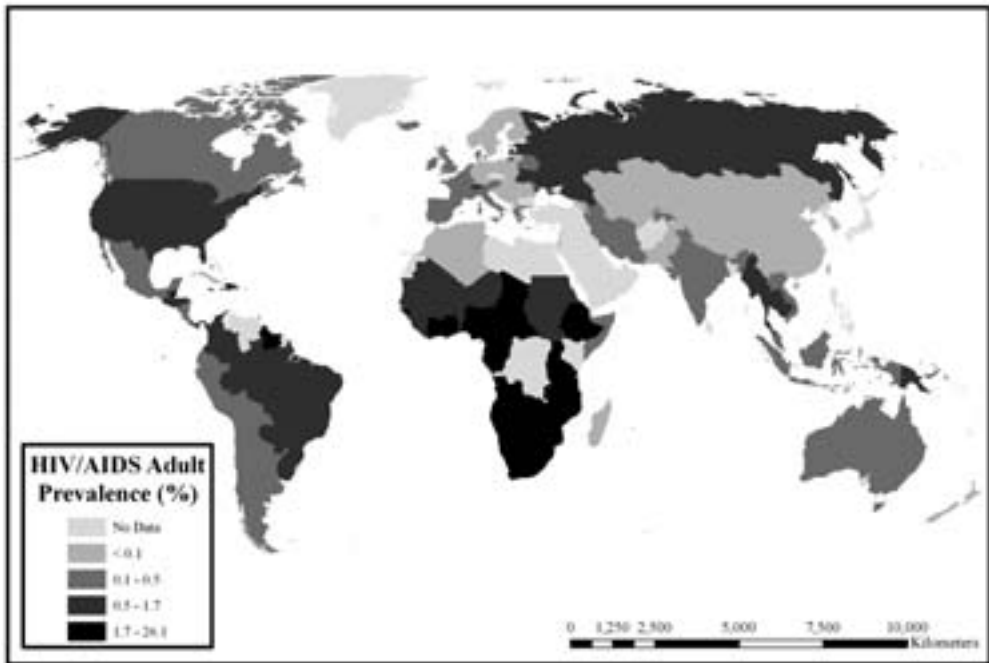 HIV/AIDS Adult
Prevalence (%)
No Data
< 0.1
0.1 - 0.5
0.5 - 1.7
1.7 - 26.1
0 1,250 2,500 5,000 7,500 10,000
Kilometers